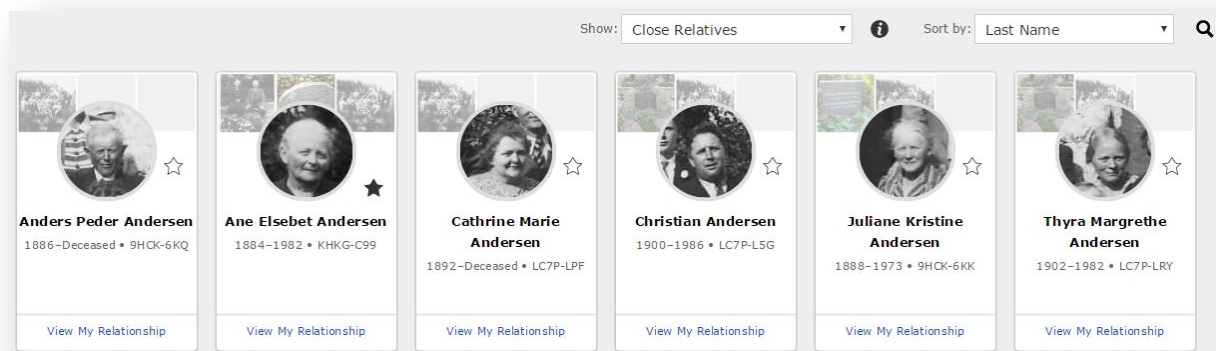 Show: Close Relatives Sort by: Last Name
Anders Peder Andersen
1886–Deceased • 9HCK-6KQ
View My Relationship
Ane Elsebet Andersen
1884–1982 • KHKG-C99
View My Relationship
Cathrine Marie
Andersen
1892–Deceased • LC7P-LPF
View My Relationship
Christian Andersen
1900–1986 • LC7P-L5G
View My Relationship
Juliane Kristine
Andersen
1888–1973 • 9HCK-6KK
View My Relationship
Thyra Margrethe
Andersen
1902–1982 • LC7P-LRY
View My Relationship